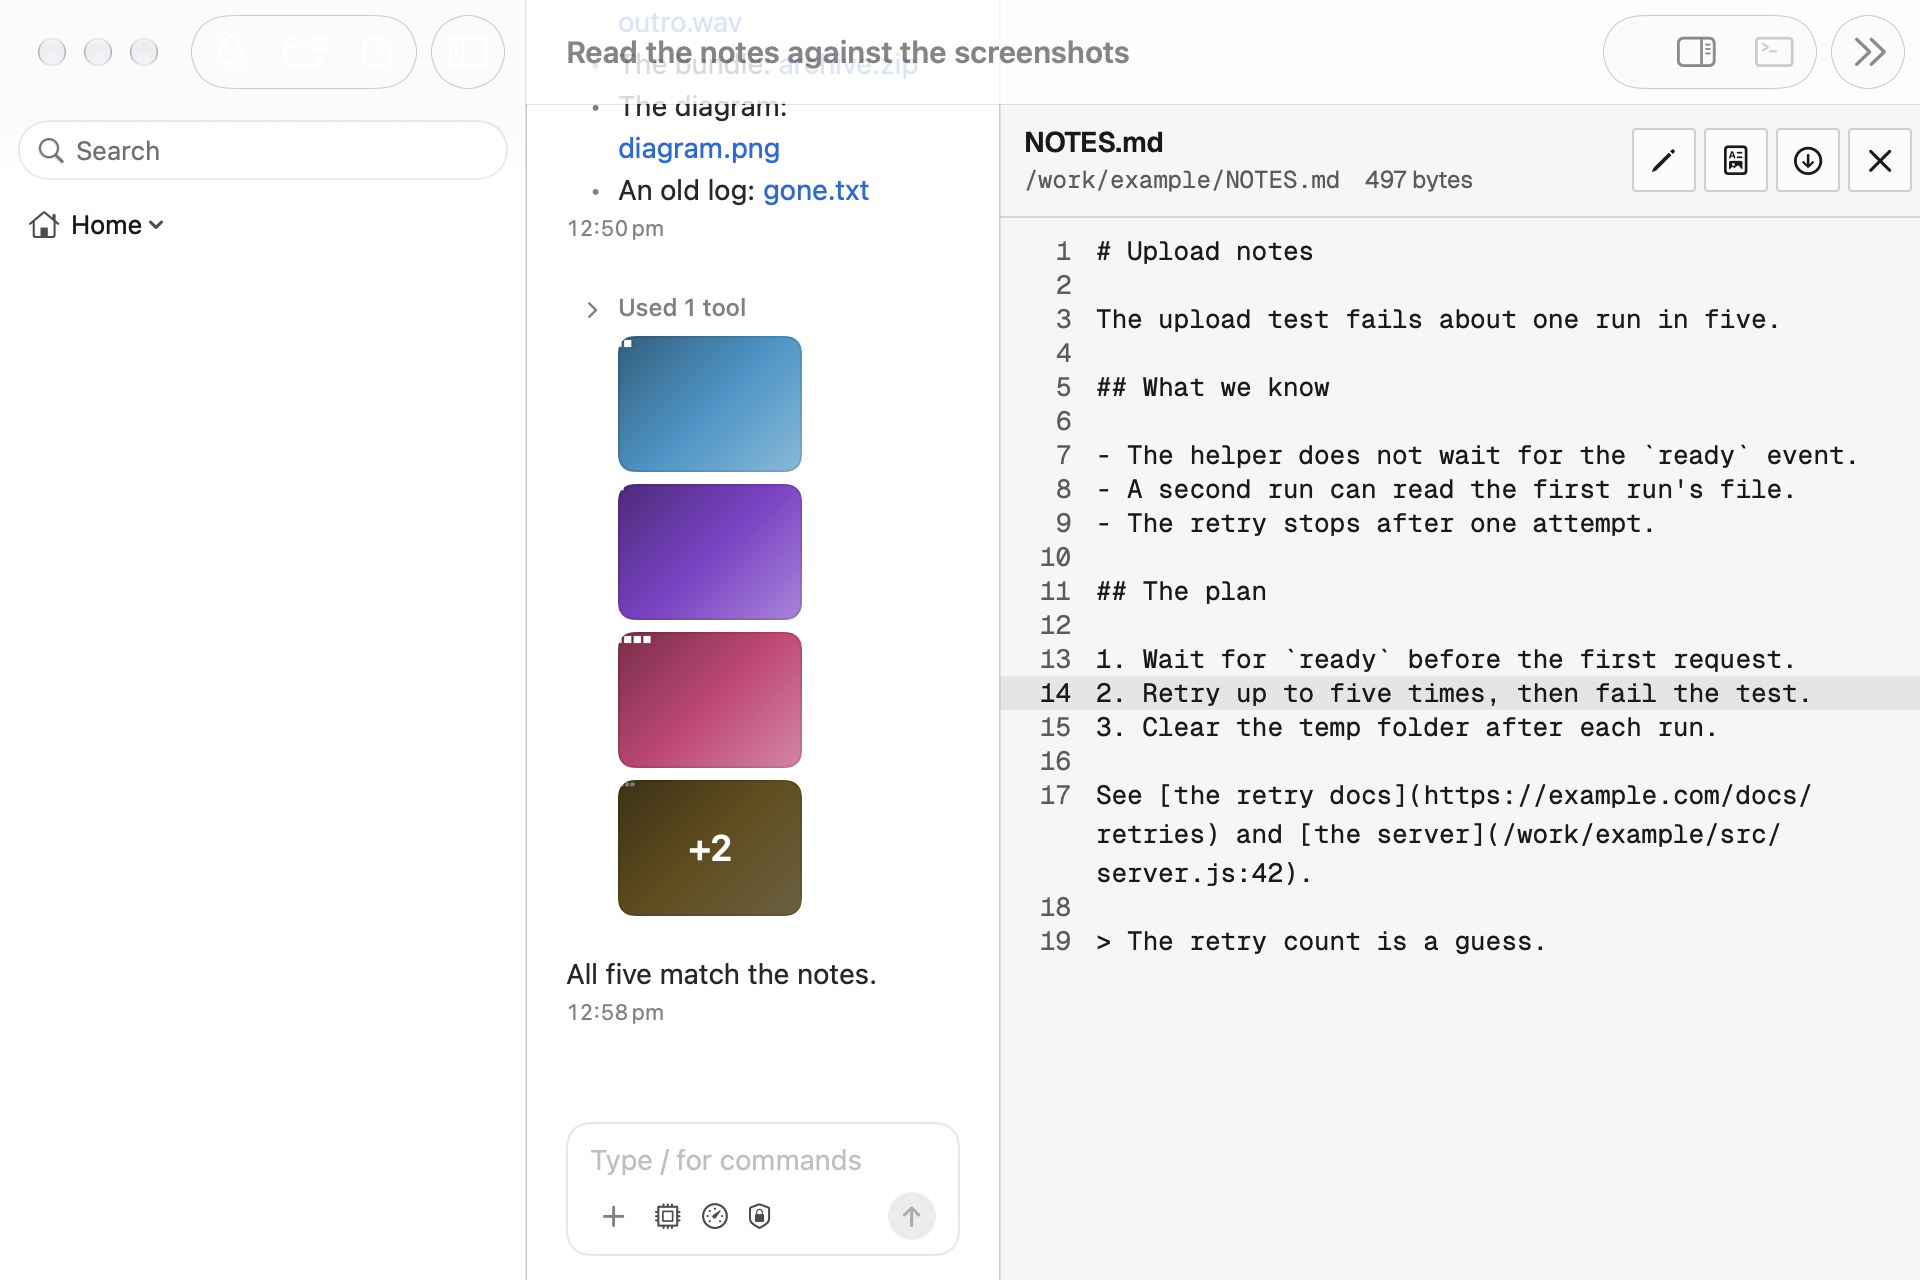 outro.wav
Read the notes against the screenshots
The bundle: archive.zip
Search
Home
The diagram:
diagram.png
An old log: gone.txt
12:50 pm
Used 1 tool
+2
All five match the notes.
12:58 pm
Type / for commands
NOTES.md
/work/example/NOTES.md 497 bytes
1 # Upload notes
2
3 The upload test fails about one run in five.
4
5 ## What we know
6
7 - The helper does not wait for the `ready` event.
8 - A second run can read the first run's file.
9 - The retry stops after one attempt.
10
11 ## The plan
12
13 1. Wait for `ready` before the first request.
14 2. Retry up to five times, then fail the test.
15 3. Clear the temp folder after each run.
16
17 See [the retry docs](https://example.com/docs/
retries) and [the server](/work/example/src/
server.js:42).
18
19 > The retry count is a guess.